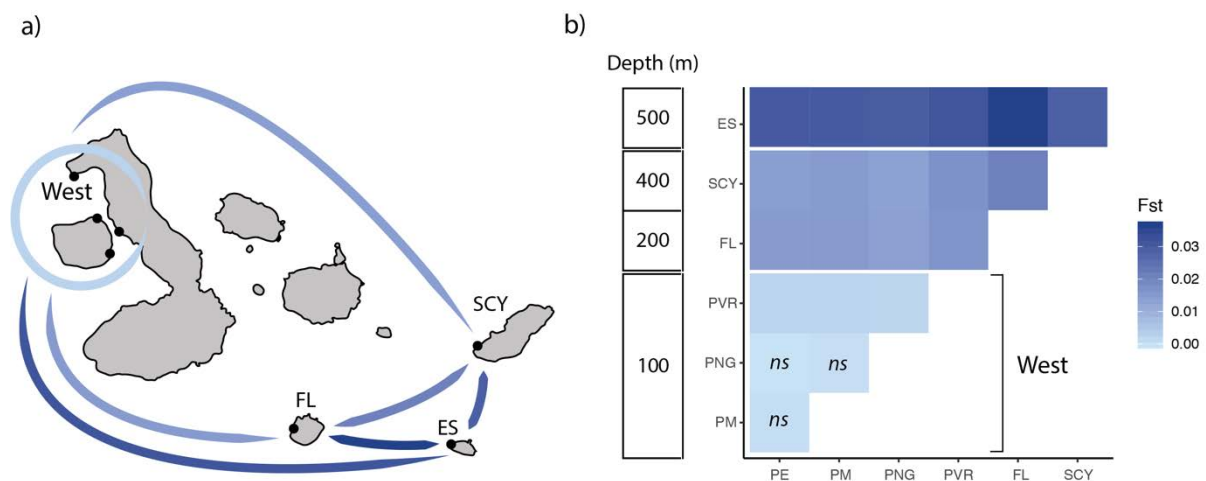 a)
West
SCY
FL
ES
b)
Depth (m)
500
400
200
100
ES
SCY
FL
PVR
PNG
PM
ns
ns
ns
West
PE PM PNG PVR FL SCY
Fst
0.03
0.02
0.01
0.00